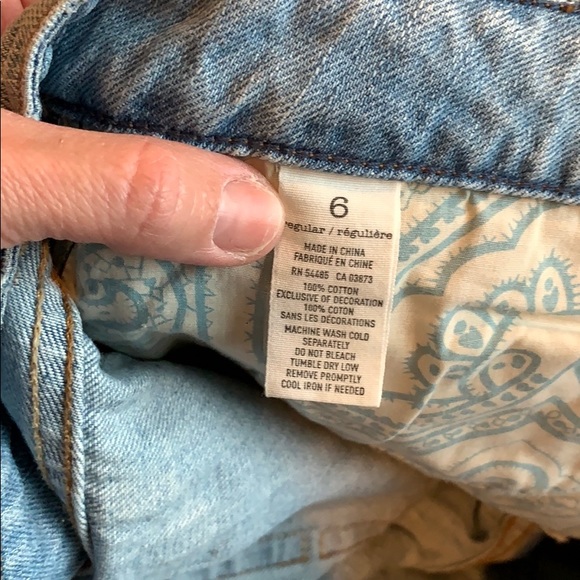 6
regular / régulière
MADE IN CHINA
FABRIQUÉ EN CHINE
RN 54485 CA 03673
100% COTTON
EXCLUSIVE OF DECORATION
100% COTON
SANS LES DÉCORATIONS
MACHINE WASH COLD
SEPARATELY
DO NOT BLEACH
TUMBLE DRY LOW
REMOVE PROMPTLY
COOL IRON IF NEEDED